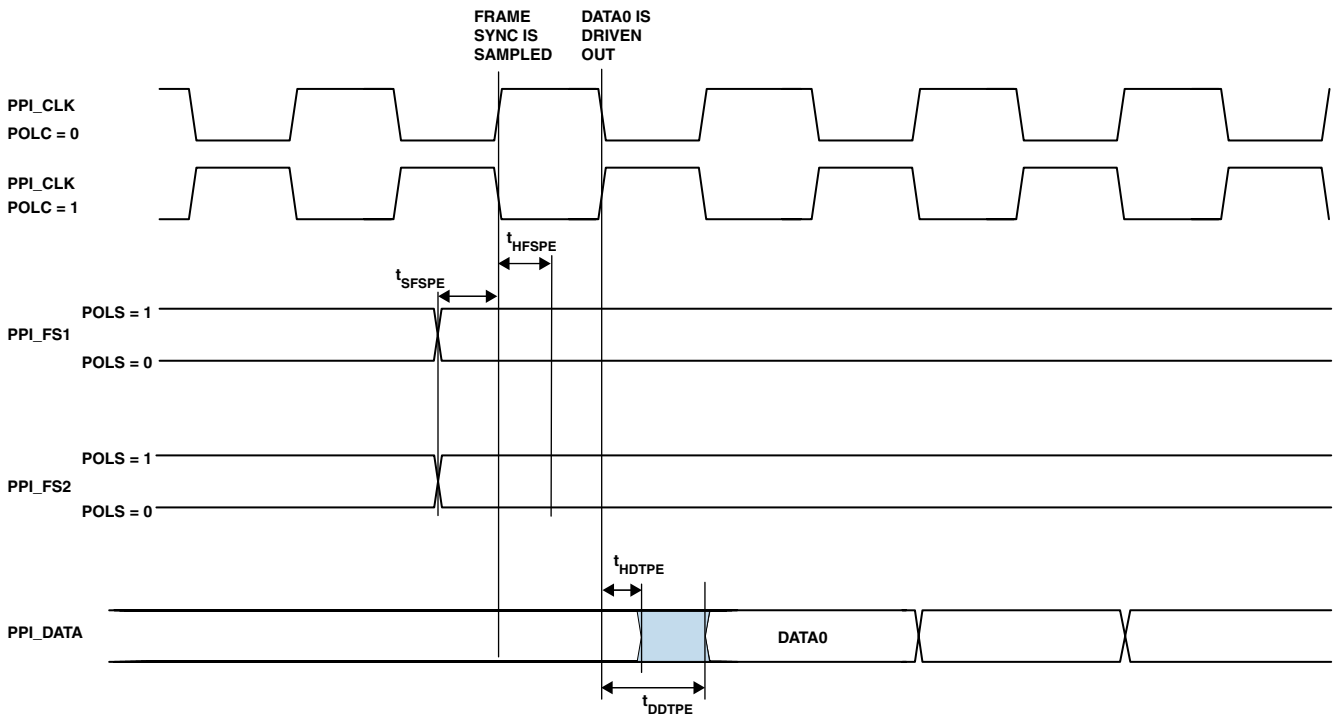 FRAME
SYNC IS
SAMPLED
DATA0 IS
DRIVEN
OUT
PPI_CLK
POLC = 0
PPI_CLK
POLC = 1
tHFSPE
tSFSPE
POLS = 1
PPI_FS1
POLS = 0
POLS = 1
PPI_FS2
POLS = 0
tHDTPE
PPI_DATA
DATA0
tDDTPE